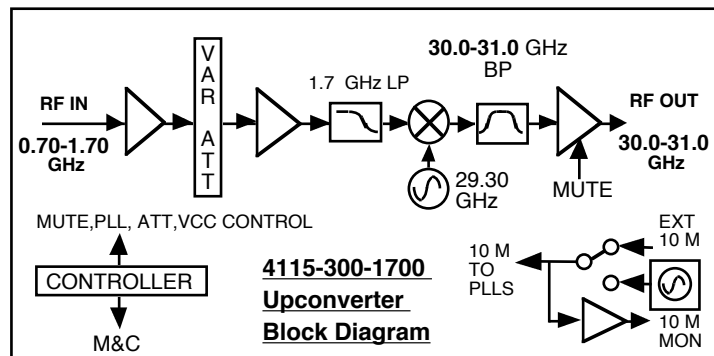 30.0-31.0 GHz
BP
1.7 GHz LP
VAR ATT
RF IN
0.70-1.70
GHz
RF OUT
30.0-31.0
GHz
29.30
GHz
MUTE
MUTE,PLL, ATT,VCC CONTROL
CONTROLLER
M&C
4115-300-1700
Upconverter
Block Diagram
10 M
TO
PLLS
EXT
10 M
10 M
MON